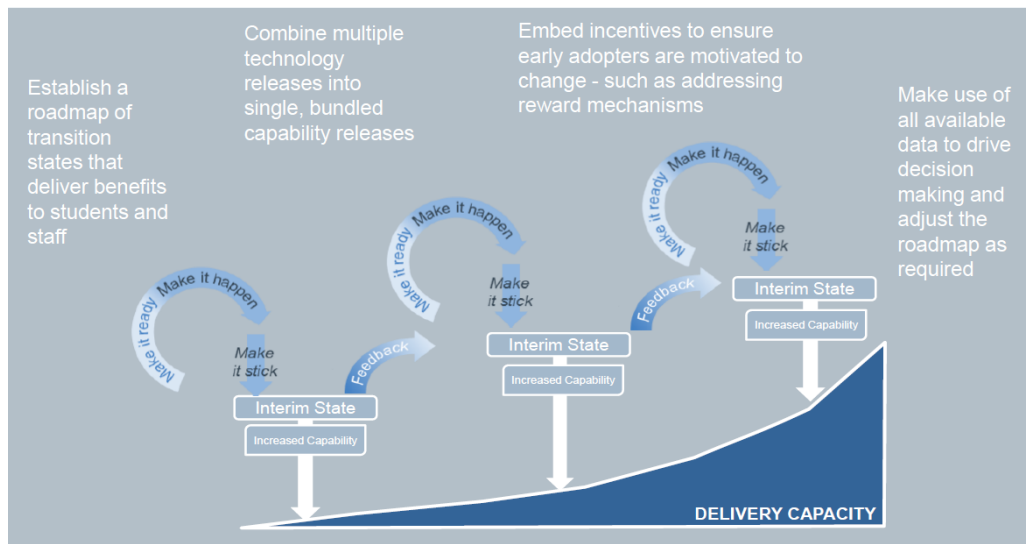 Establish a
roadmap of
transition
states that
deliver benefits
to students and
staff
Combine multiple
technology
releases into
single, bundled
capability releases
Embed incentives to ensure
early adopters are motivated to
change - such as addressing
reward mechanisms
Make use of
all available
data to drive
decision
making and
adjust the
roadmap as
required
Make it ready
Make it happen
Make
it stick
Interim State
Increased Capability
Feedback
Make it ready
Make it happen
Make
it stick
Interim State
Increased Capability
Feedback
Make it ready
Make it happen
Make
it stick
Interim State
Increased Capability
DELIVERY CAPACITY